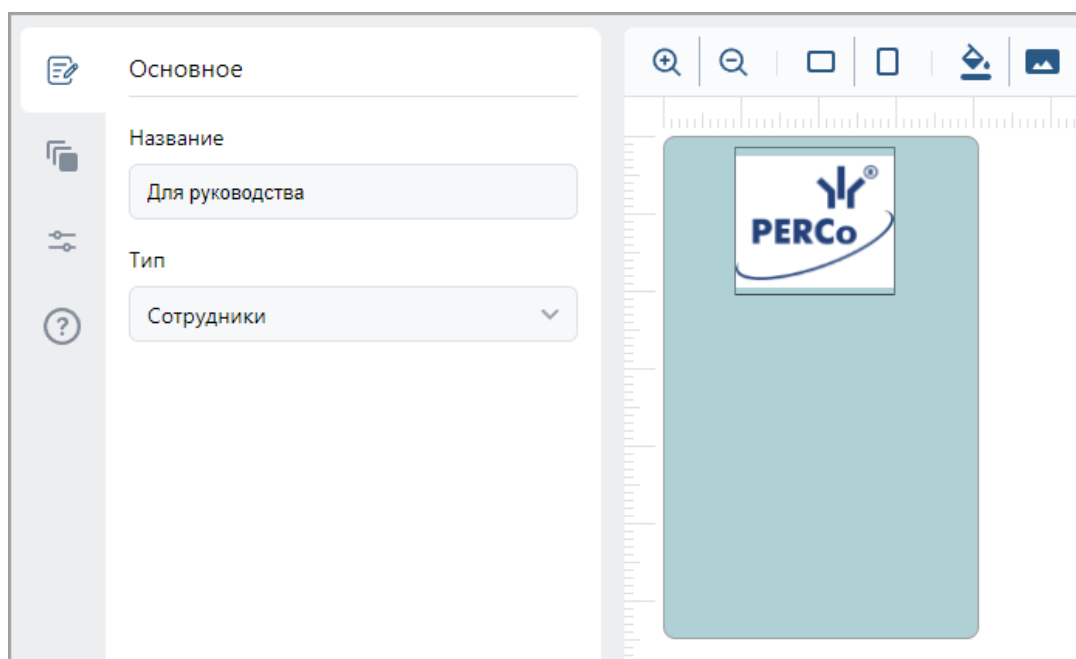 Основное
Название
Для руководства
Тип
Сотрудники
?
PERCo®